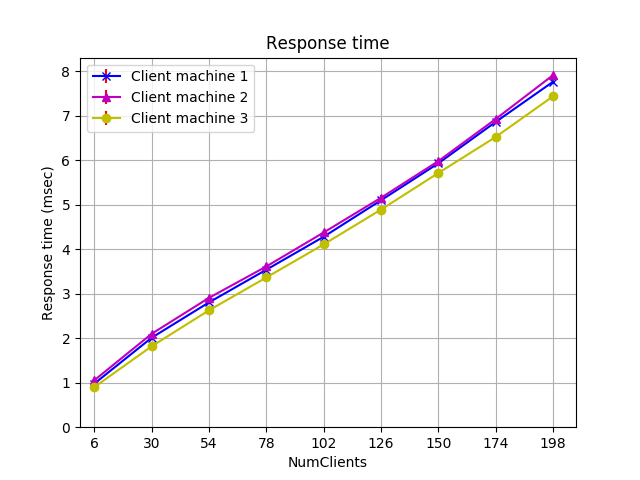 Response time
Client machine 1
Client machine 2
Client machine 3
Response time (msec)
8
7
6
5
4
3
2
1
0
6 30 54 78 102 126 150 174 198
NumClients